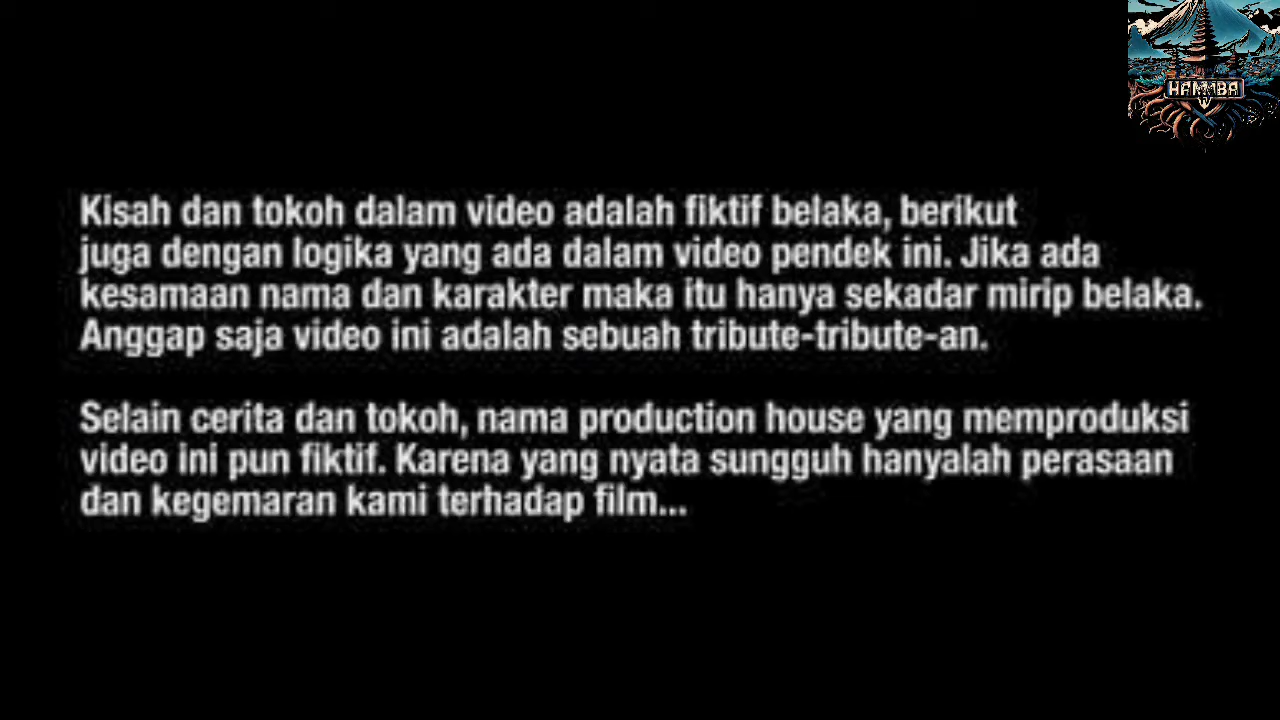 HAMMBA
Kisah dan tokoh dalam video adalah fiktif belaka, berikut
juga dengan logika yang ada dalam video pendek ini. Jika ada
kesamaan nama dan karakter maka itu hanya sekadar mirip belaka.
Anggap saja video ini adalah sebuah tribute-tribute-an.
Selain cerita dan tokoh, nama production house yang memproduksi
video ini pun fiktif. Karena yang nyata sungguh hanyalah perasaan
dan kegemaran kami terhadap film...